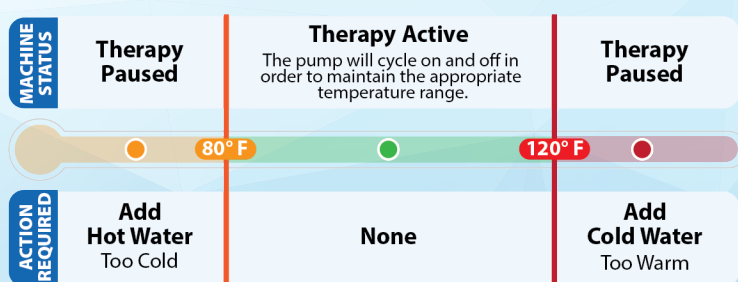 MACHINE
STATUS
Therapy
Paused
Therapy Active
The pump will cycle on and off in
order to maintain the appropriate
temperature range.
Therapy
Paused
80° F
120° F
ACTION
REQUIRED
Add
Hot Water
Too Cold
None
Add
Cold Water
Too Warm